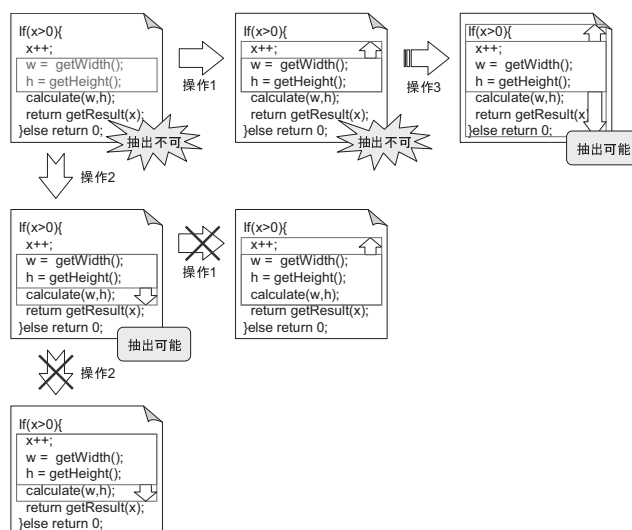 If(x>0){
x++;
w = getWidth();
h = getHeight();
calculate(w,h);
return getResult(x);
}else return 0;
抽出不可
操作1
If(x>0){
x++;
w = getWidth();
h = getHeight();
calculate(w,h);
return getResult(x);
}else return 0;
抽出不可
操作3
If(x>0){
x++;
w = getWidth();
h = getHeight();
calculate(w,h);
return getResult(x)
}else return 0;
抽出可能
操作2
If(x>0){
x++;
w = getWidth();
h = getHeight();
calculate(w,h);
return getResult(x);
}else return 0;
抽出可能
操作1
If(x>0){
x++;
w = getWidth();
h = getHeight();
calculate(w,h);
return getResult(x);
}else return 0;
操作2
If(x>0){
x++;
w = getWidth();
h = getHeight();
calculate(w,h);
return getResult(x);
}else return 0;